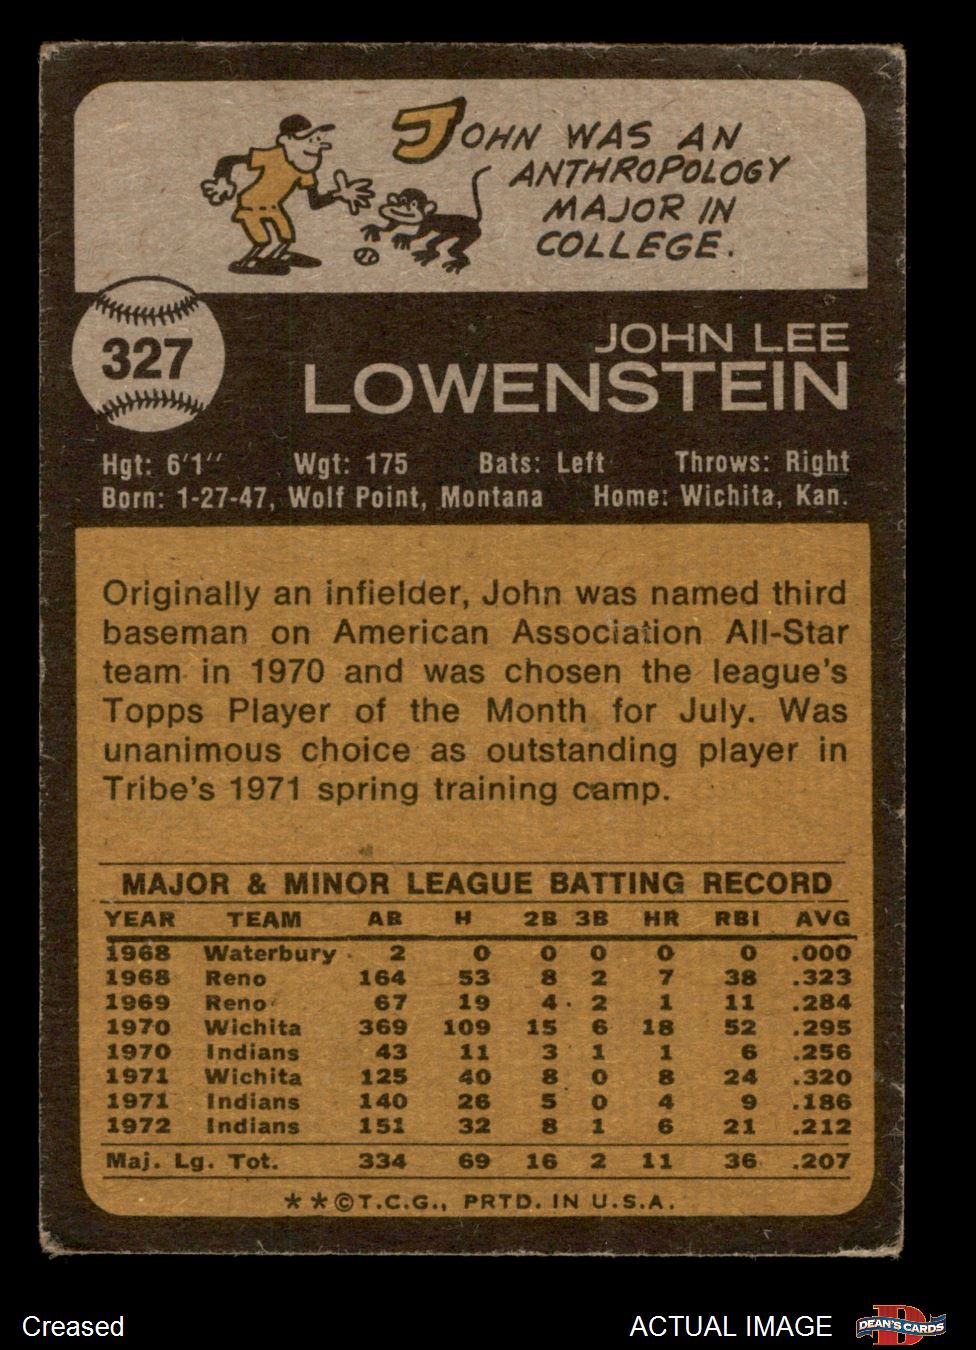 JOHN WAS AN
ANTHROPOLOGY
MAJOR IN
COLLEGE.
327
JOHN LEE
LOWENSTEIN
Hgt: 6'1'' Wgt: 175 Bats: Left Throws: Right
Born: 1-27-47, Wolf Point, Montana Home: Wichita, Kan.
Originally an infielder, John was named third
baseman on American Association All-Star
team in 1970 and was chosen the league's
Topps Player of the Month for July. Was
unanimous choice as outstanding player in
Tribe's 1971 spring training camp.
MAJOR & MINOR LEAGUE BATTING RECORD
YEAR TEAM AB H 2B 3B HR RBI AVG
1968 Waterbury 2 0 0 0 0 0 .000
1968 Reno 164 53 8 2 7 38 .323
1969 Reno 67 19 4 2 1 11 .284
1970 Wichita 369 109 15 6 18 52 .295
1970 Indians 43 11 3 1 1 6 .256
1971 Wichita 125 40 8 0 8 24 .320
1971 Indians 140 26 5 0 4 9 .186
1972 Indians 151 32 8 1 6 21 .212
Maj. Lg. Tot. 334 69 16 2 11 36 .207
**©T.C.G., PRTD. IN U.S.A.
Creased ACTUAL IMAGE D DEAN'S CARDS